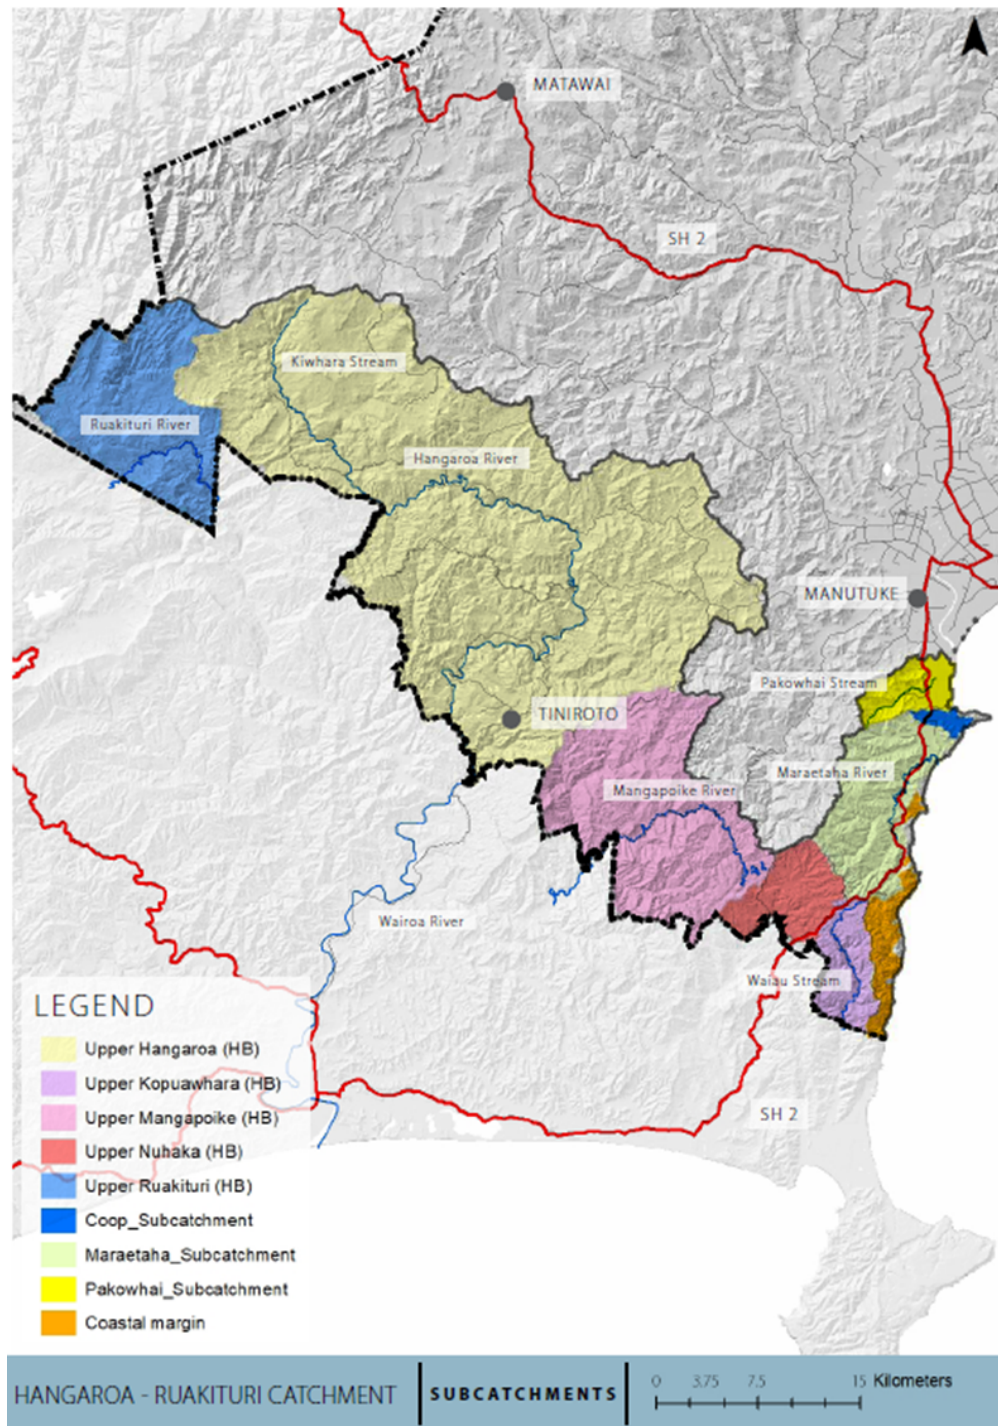 MATAWAI
SH 2
Kiwhara Stream
Ruakituri River
Hangaroa River
MANUTUKE
Pakowhai Stream
TINIROTO
Maraetaha River
Mangapoike River
Wairoa River
Waiau Stream
SH 2
LEGEND
Upper Hangaroa (HB)
Upper Kopuawhara (HB)
Upper Mangapoike (HB)
Upper Nuhaka (HB)
Upper Ruakituri (HB)
Coop_Subcatchment
Maraetaha_Subcatchment
Pakowhai_Subcatchment
Coastal margin
HANGAROA - RUAKITURI CATCHMENT
SUBCATCHMENTS
0 3.75 7.5 15 Kilometers